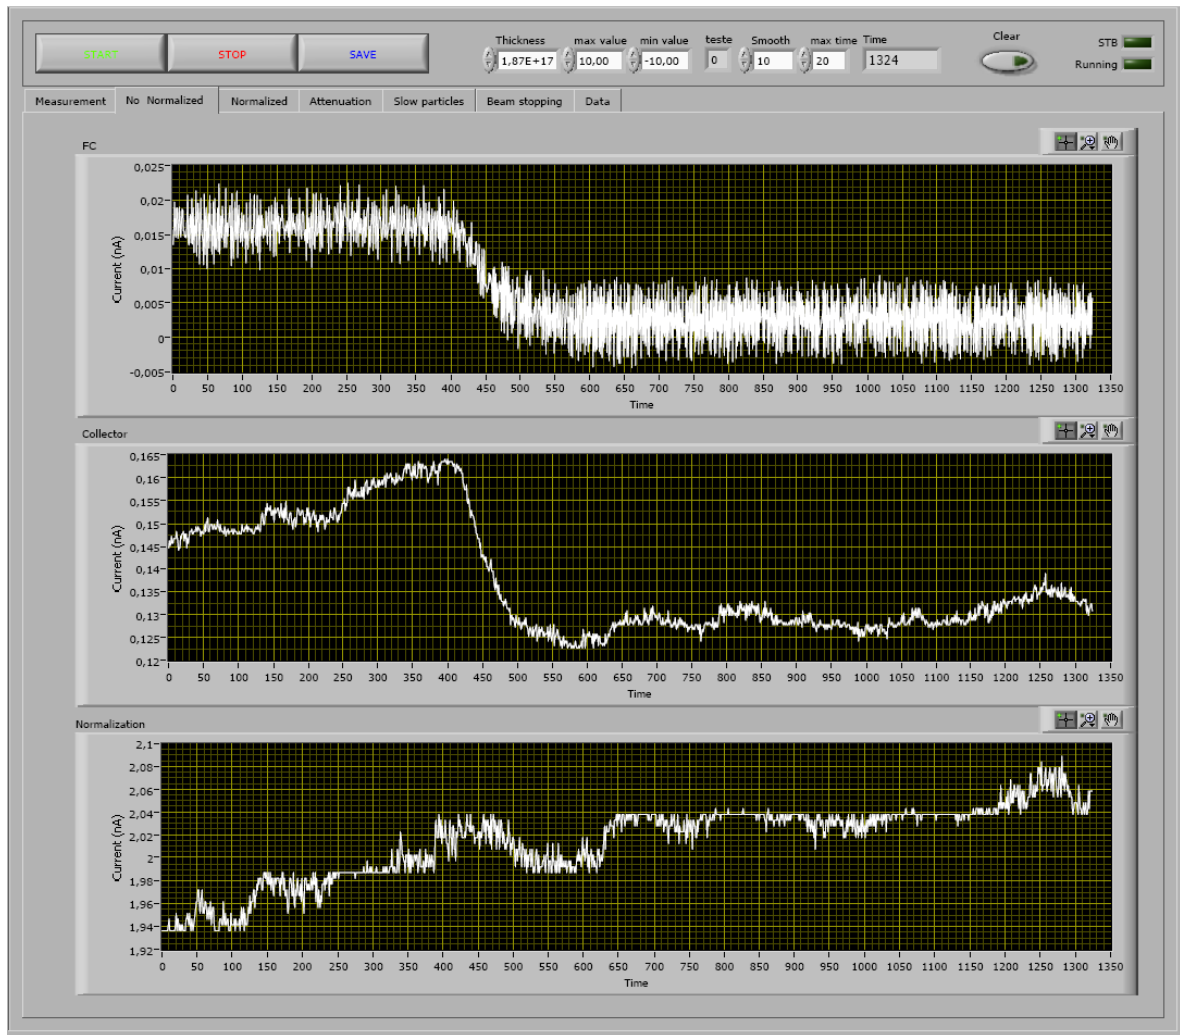 START STOP SAVE
Thickness max value min value teste Smooth max time Time Clear
1,87E+17 10,00 -10,00 0 10 20 1324
STB
Running
Measurement No Normalized Normalized Attenuation Slow particles Beam stopping Data
FC
0,025
0,02
0,015
0,01
0,005
0
-0,005
Current (nA)
0 50 100 150 200 250 300 350 400 450 500 550 600 650 700 750 800 850 900 950 1000 1050 1100 1150 1200 1250 1300 1350
Time
Collector
0,165
0,16
0,155
0,15
0,145
0,14
0,135
0,13
0,125
0,12
Current (nA)
0 50 100 150 200 250 300 350 400 450 500 550 600 650 700 750 800 850 900 950 1000 1050 1100 1150 1200 1250 1300 1350
Time
Normalization
2,1
2,08
2,06
2,04
2,02
2
1,98
1,96
1,94
1,92
Current (nA)
0 50 100 150 200 250 300 350 400 450 500 550 600 650 700 750 800 850 900 950 1000 1050 1100 1150 1200 1250 1300 1350
Time